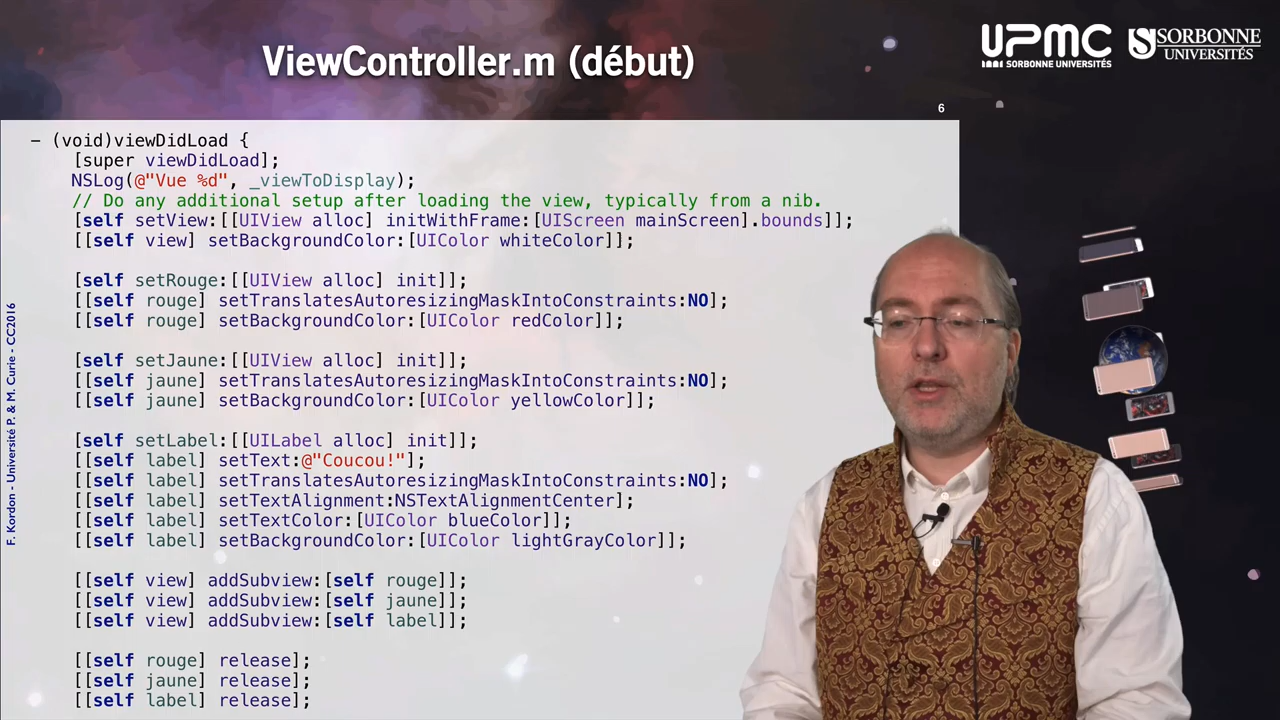 ViewController.m (début)
UPMC
SORBONNE UNIVERSITÉS
SORBONNE
UNIVERSITÉS
6
– (void)viewDidLoad {
[super viewDidLoad];
NSLog(@"Vue %d", _viewToDisplay);
// Do any additional setup after loading the view, typically from a nib.
[self setView:[[UIView alloc] initWithFrame:[UIScreen mainScreen].bounds]];
[[self view] setBackgroundColor:[UIColor whiteColor]];
[self setRouge:[[UIView alloc] init]];
[[self rouge] setTranslatesAutoresizingMaskIntoConstraints:NO];
[[self rouge] setBackgroundColor:[UIColor redColor]];
[self setJaune:[[UIView alloc] init]];
[[self jaune] setTranslatesAutoresizingMaskIntoConstraints:NO];
[[self jaune] setBackgroundColor:[UIColor yellowColor]];
[self setLabel:[[UILabel alloc] init]];
[[self label] setText:@"Coucou!"];
[[self label] setTranslatesAutoresizingMaskIntoConstraints:NO];
[[self label] setTextAlignment:NSTextAlignmentCenter];
[[self label] setTextColor:[UIColor blueColor]];
[[self label] setBackgroundColor:[UIColor lightGrayColor]];
[[self view] addSubview:[self rouge]];
[[self view] addSubview:[self jaune]];
[[self view] addSubview:[self label]];
[[self rouge] release];
[[self jaune] release];
[[self label] release];
F. Kordon - Université P. & M. Curie - CC2016